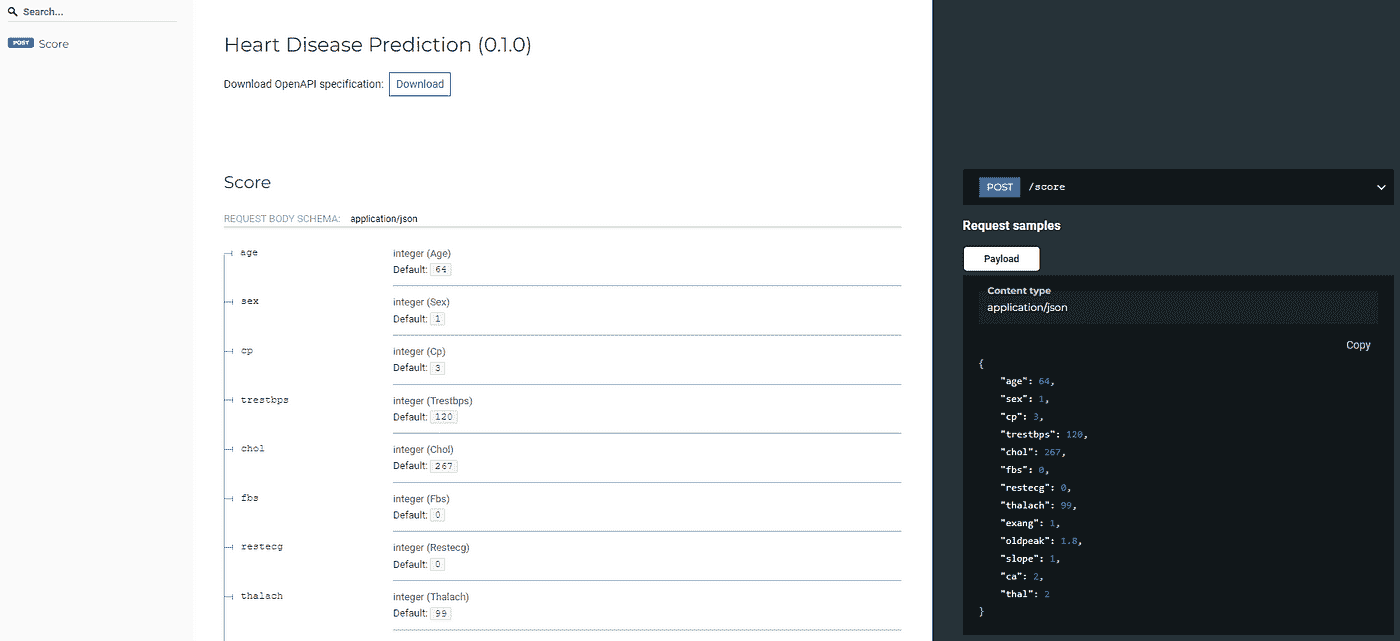 Search...
POST Score
Heart Disease Prediction (0.1.0)
Download OpenAPI specification: Download
Score
REQUEST BODY SCHEMA: application/json
age integer (Age)
Default: 64
sex integer (Sex)
Default: 1
cp integer (Cp)
Default: 3
trestbps integer (Trestbps)
Default: 120
chol integer (Chol)
Default: 267
fbs integer (Fbs)
Default: 0
restecg integer (Restecg)
Default: 0
thalach integer (Thalach)
Default: 99
POST /score
Request samples
Payload
Content type
application/json
Copy
{
"age": 64,
"sex": 1,
"cp": 3,
"trestbps": 120,
"chol": 267,
"fbs": 0,
"restecg": 0,
"thalach": 99,
"exang": 1,
"oldpeak": 1.8,
"slope": 1,
"ca": 2,
"thal": 2
}